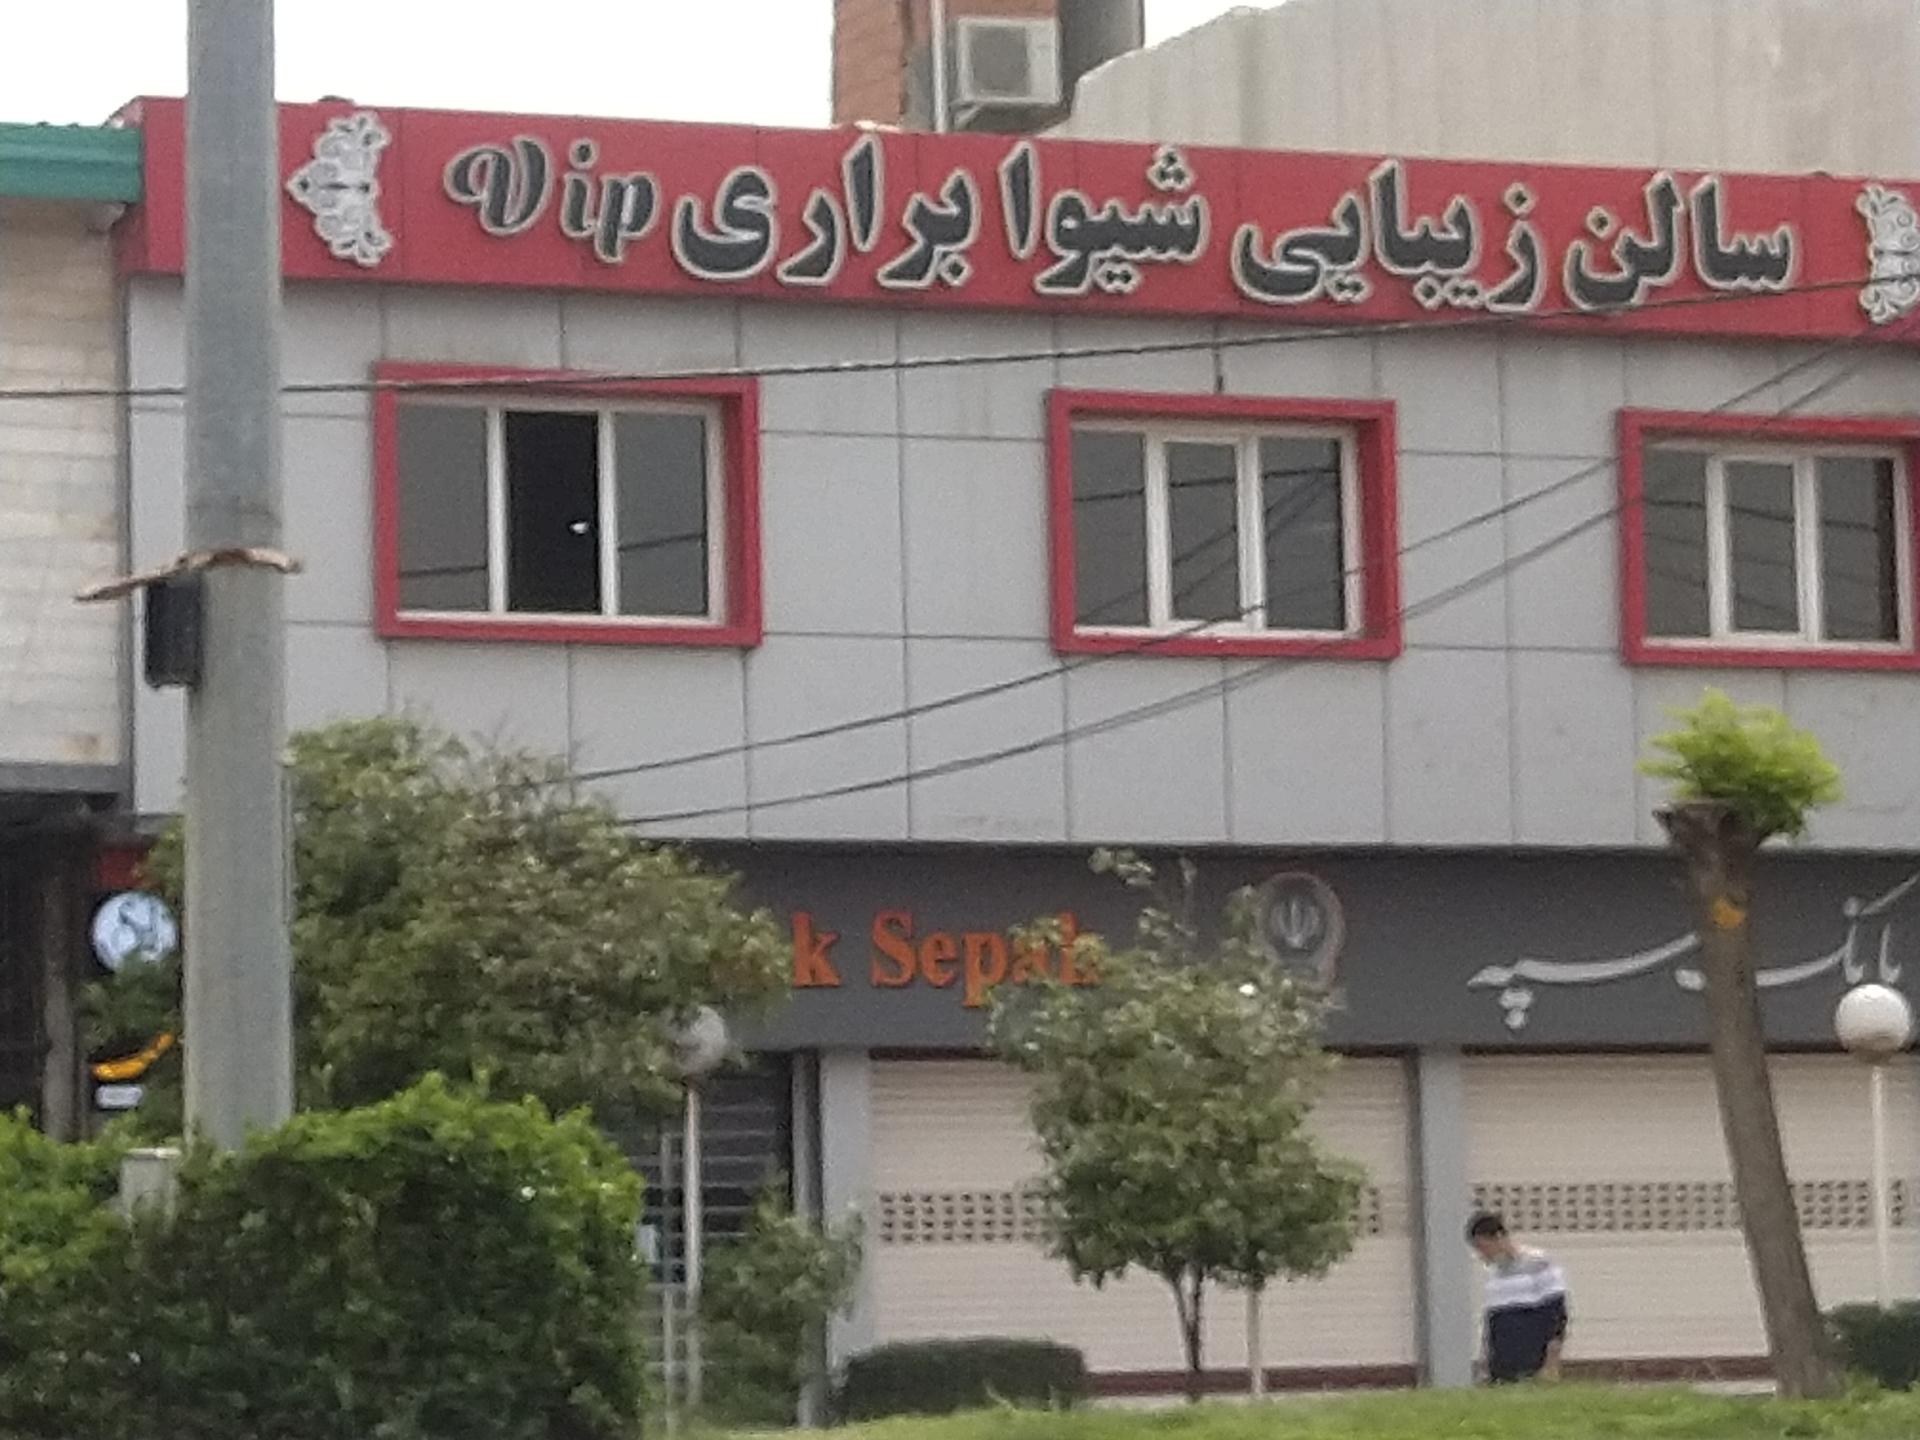 سالن زیبایی شیوا براری Vip
بانک سپه
k Sepah